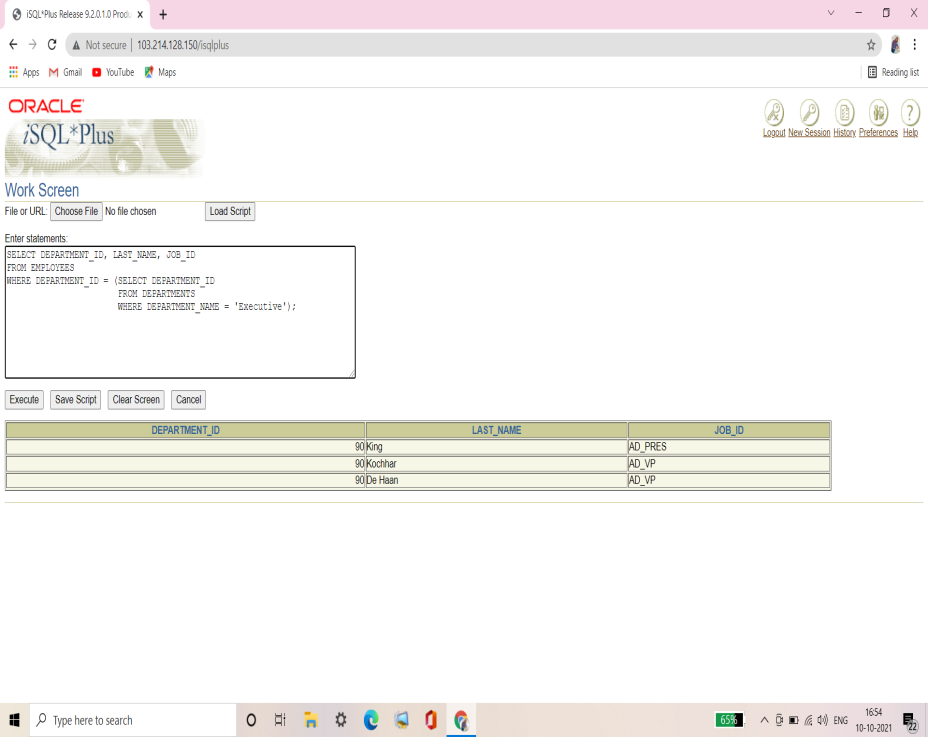 iSQL*Plus Release 9.2.0.1.0 Produ
Not secure | 103.214.128.150/isqlplus
Apps Gmail YouTube Maps Reading list
ORACLE
iSQL*Plus
Logout New Session History Preferences Help
Work Screen
File or URL: Choose File No file chosen Load Script
Enter statements:
SELECT DEPARTMENT_ID, LAST_NAME, JOB_ID
FROM EMPLOYEES
WHERE DEPARTMENT_ID = (SELECT DEPARTMENT_ID
FROM DEPARTMENTS
WHERE DEPARTMENT_NAME = 'Executive');
Execute Save Script Clear Screen Cancel
DEPARTMENT_ID LAST_NAME JOB_ID
90 King AD_PRES
90 Kochhar AD_VP
90 De Haan AD_VP
Type here to search
65% ENG 16:54
10-10-2021 22